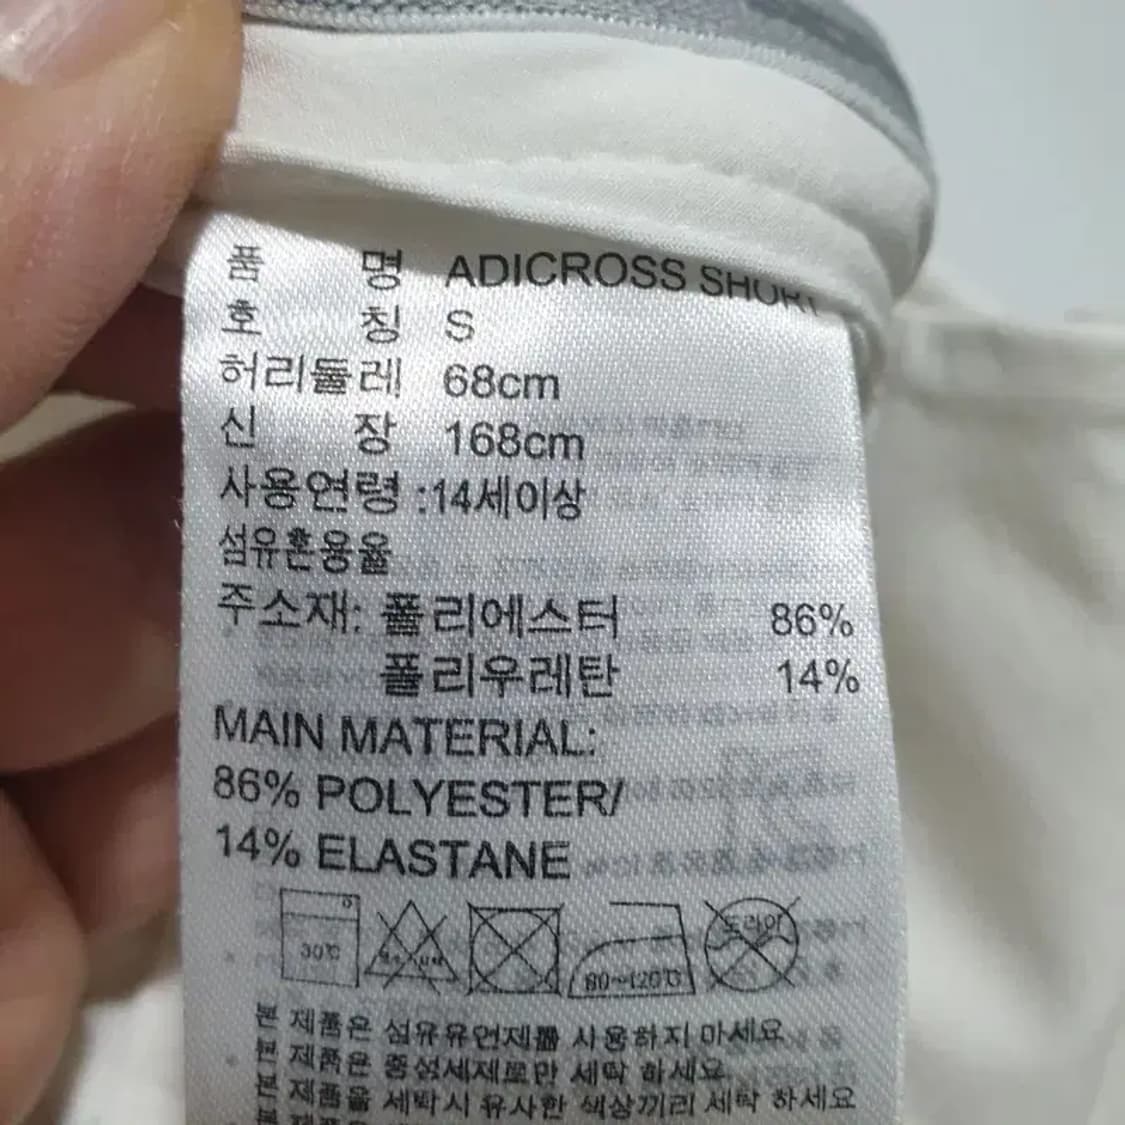 품 명 ADICROSS SHORT
호 칭 S
허리둘레 68cm
신 장 168cm
사용연령 :14세이상
섬유혼용율
주소재: 폴리에스터 86%
폴리우레탄 14%
MAIN MATERIAL:
86% POLYESTER/
14% ELASTANE
30℃ 80~120℃ 드라이
본 제품은 섬유유연제를 사용하지 마세요
본 제품은 중성세제로만 세탁 하세요
본 제품을 세탁시 유사한 색상끼리 세탁 하세요